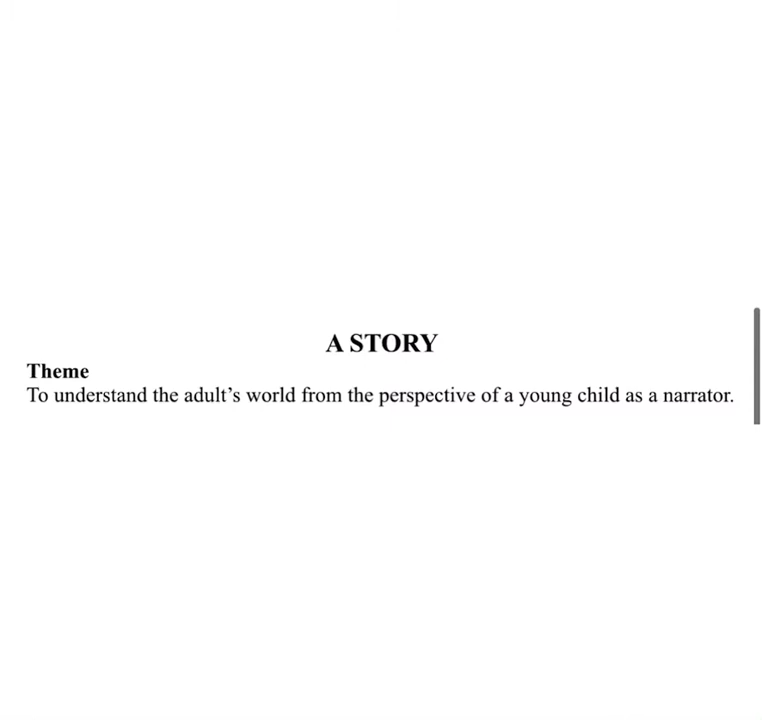 A STORY
Theme
To understand the adult’s world from the perspective of a young child as a narrator.